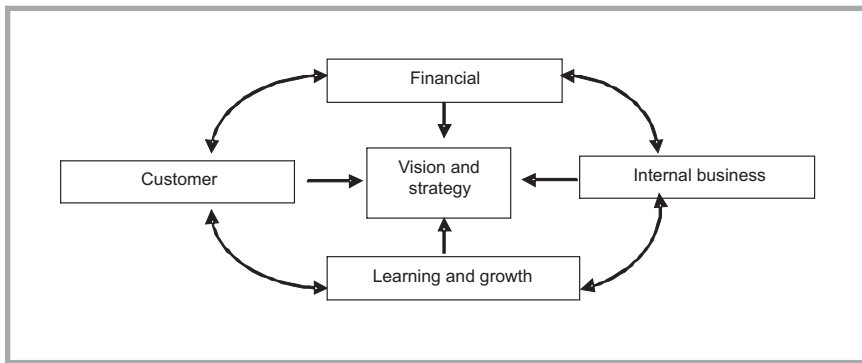 Financial
Customer
Vision and
strategy
Internal business
Learning and growth